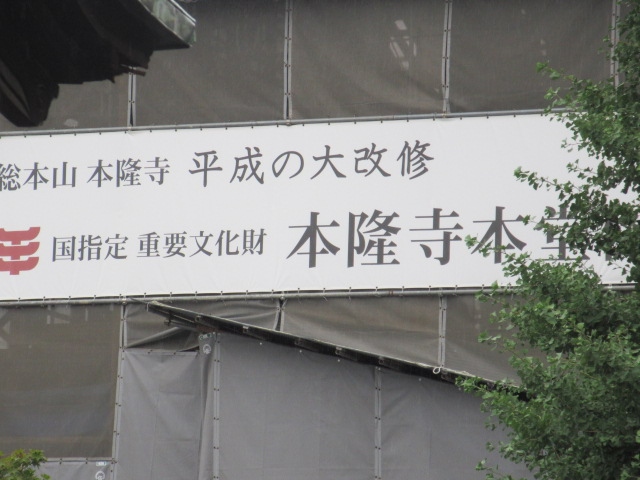 総本山 本隆寺 平成の大改修
国指定 重要文化財 本隆寺本堂